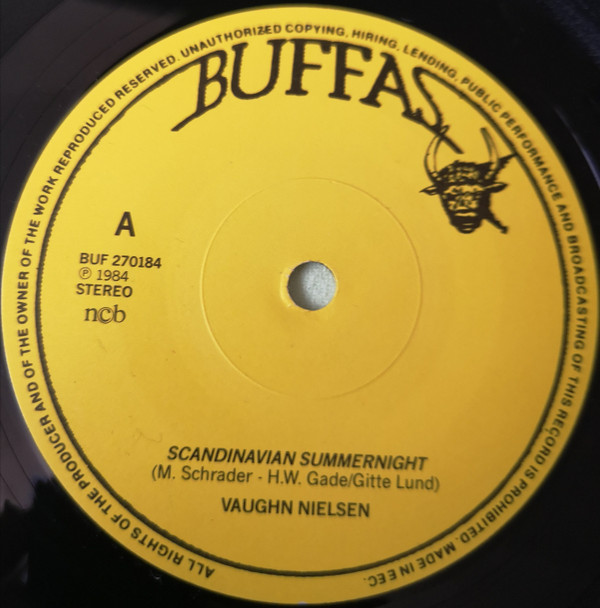 ALL RIGHTS OF THE PRODUCER AND OF THE OWNER OF THE WORK REPRODUCED RESERVED. UNAUTHORIZED COPYING, HIRING, LENDING, PUBLIC PERFORMANCE AND BROADCASTING OF THIS RECORD IS PROHIBITED. MADE IN EEC.
BUFFAS
A
BUF 270184
℗ 1984
STEREO
ncb
SCANDINAVIAN SUMMERNIGHT
(M. Schrader - H.W. Gade/Gitte Lund)
VAUGHN NIELSEN